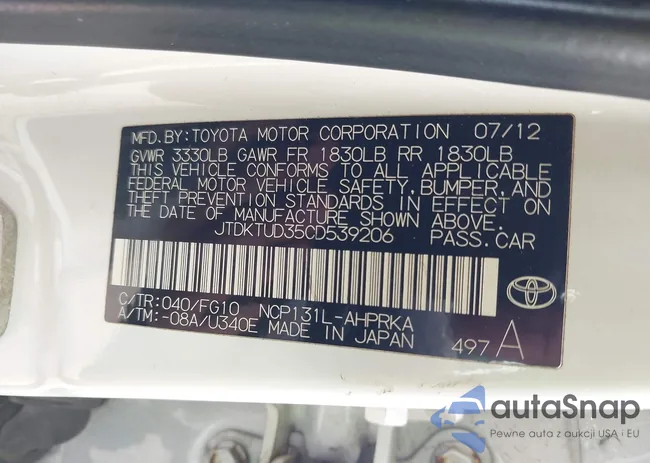 MFD.BY:TOYOTA MOTOR CORPORATION 07/12
GVWR 3330LB GAWR FR 1830LB RR 1830LB
THIS VEHICLE CONFORMS TO ALL APPLICABLE
FEDERAL MOTOR VEHICLE SAFETY,BUMPER,AND
THEFT PREVENTION STANDARDS IN EFFECT ON
THE DATE OF MANUFACTURE SHOWN ABOVE.
JTDKTUD35CD539206 PASS.CAR
C/TR:040/FG10 NCP131L-AHPRKA
A/TM:-08A/U340E MADE IN JAPAN
497A
autoSnap
Pewne auta z aukcji USA i EU